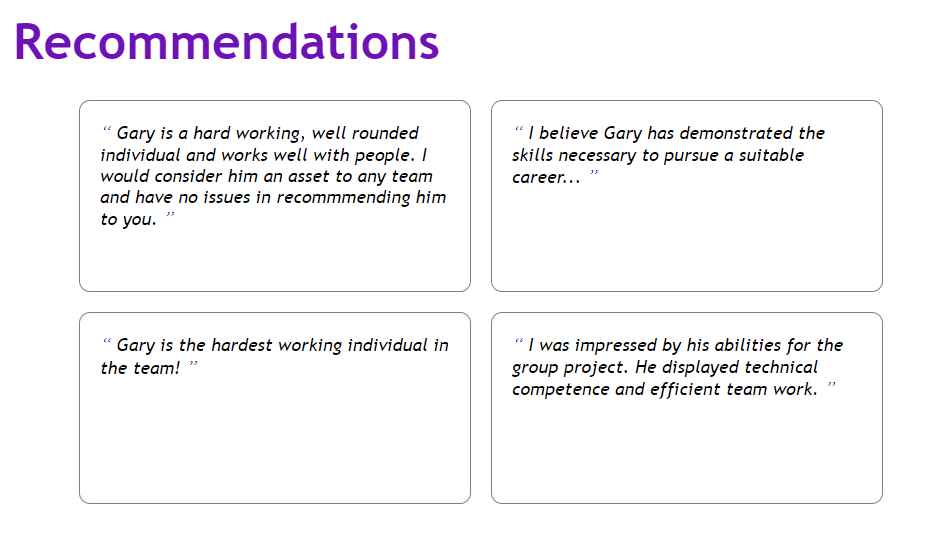 Recommendations
“ Gary is a hard working, well rounded
individual and works well with people. I
would consider him an asset to any team
and have no issues in recommmending him
to you. ”
“ I believe Gary has demonstrated the
skills necessary to pursue a suitable
career... ”
“ Gary is the hardest working individual in
the team! ”
“ I was impressed by his abilities for the
group project. He displayed technical
competence and efficient team work. ”